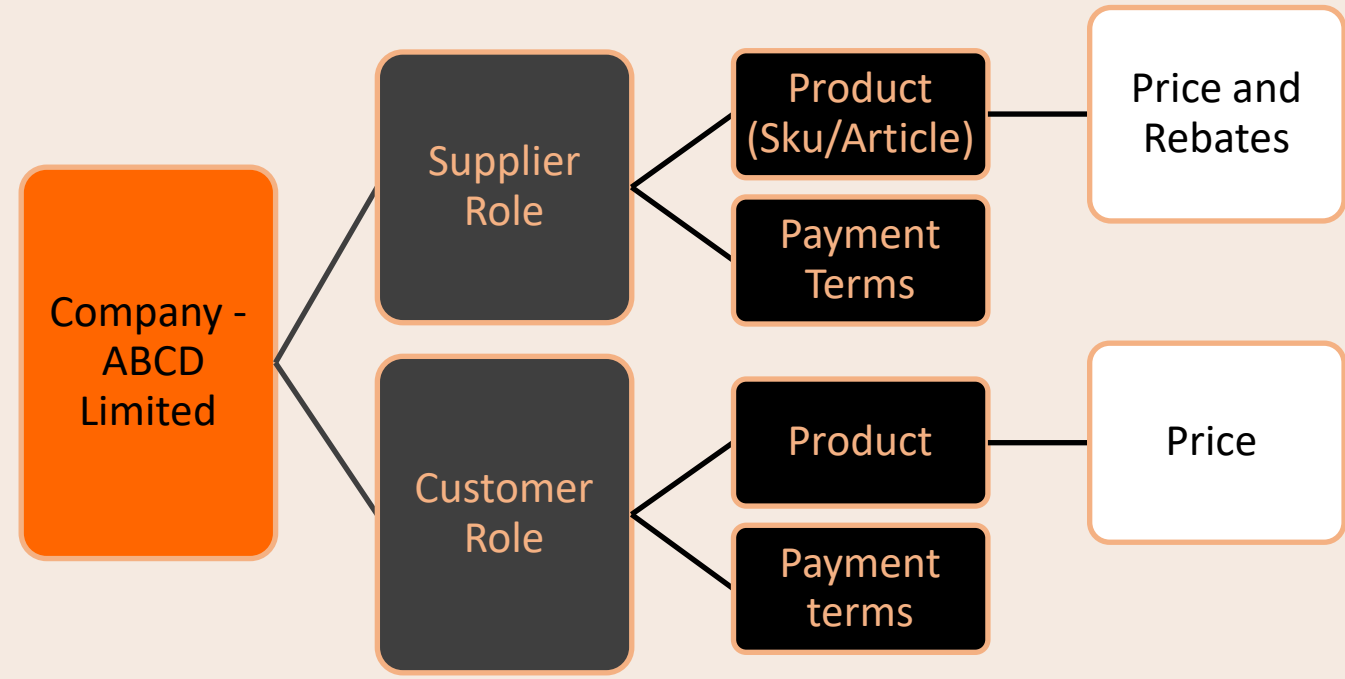 Company -
ABCD
Limited
Supplier
Role
Product
(Sku/Article)
Price and
Rebates
Payment
Terms
Customer
Role
Product
Price
Payment
terms